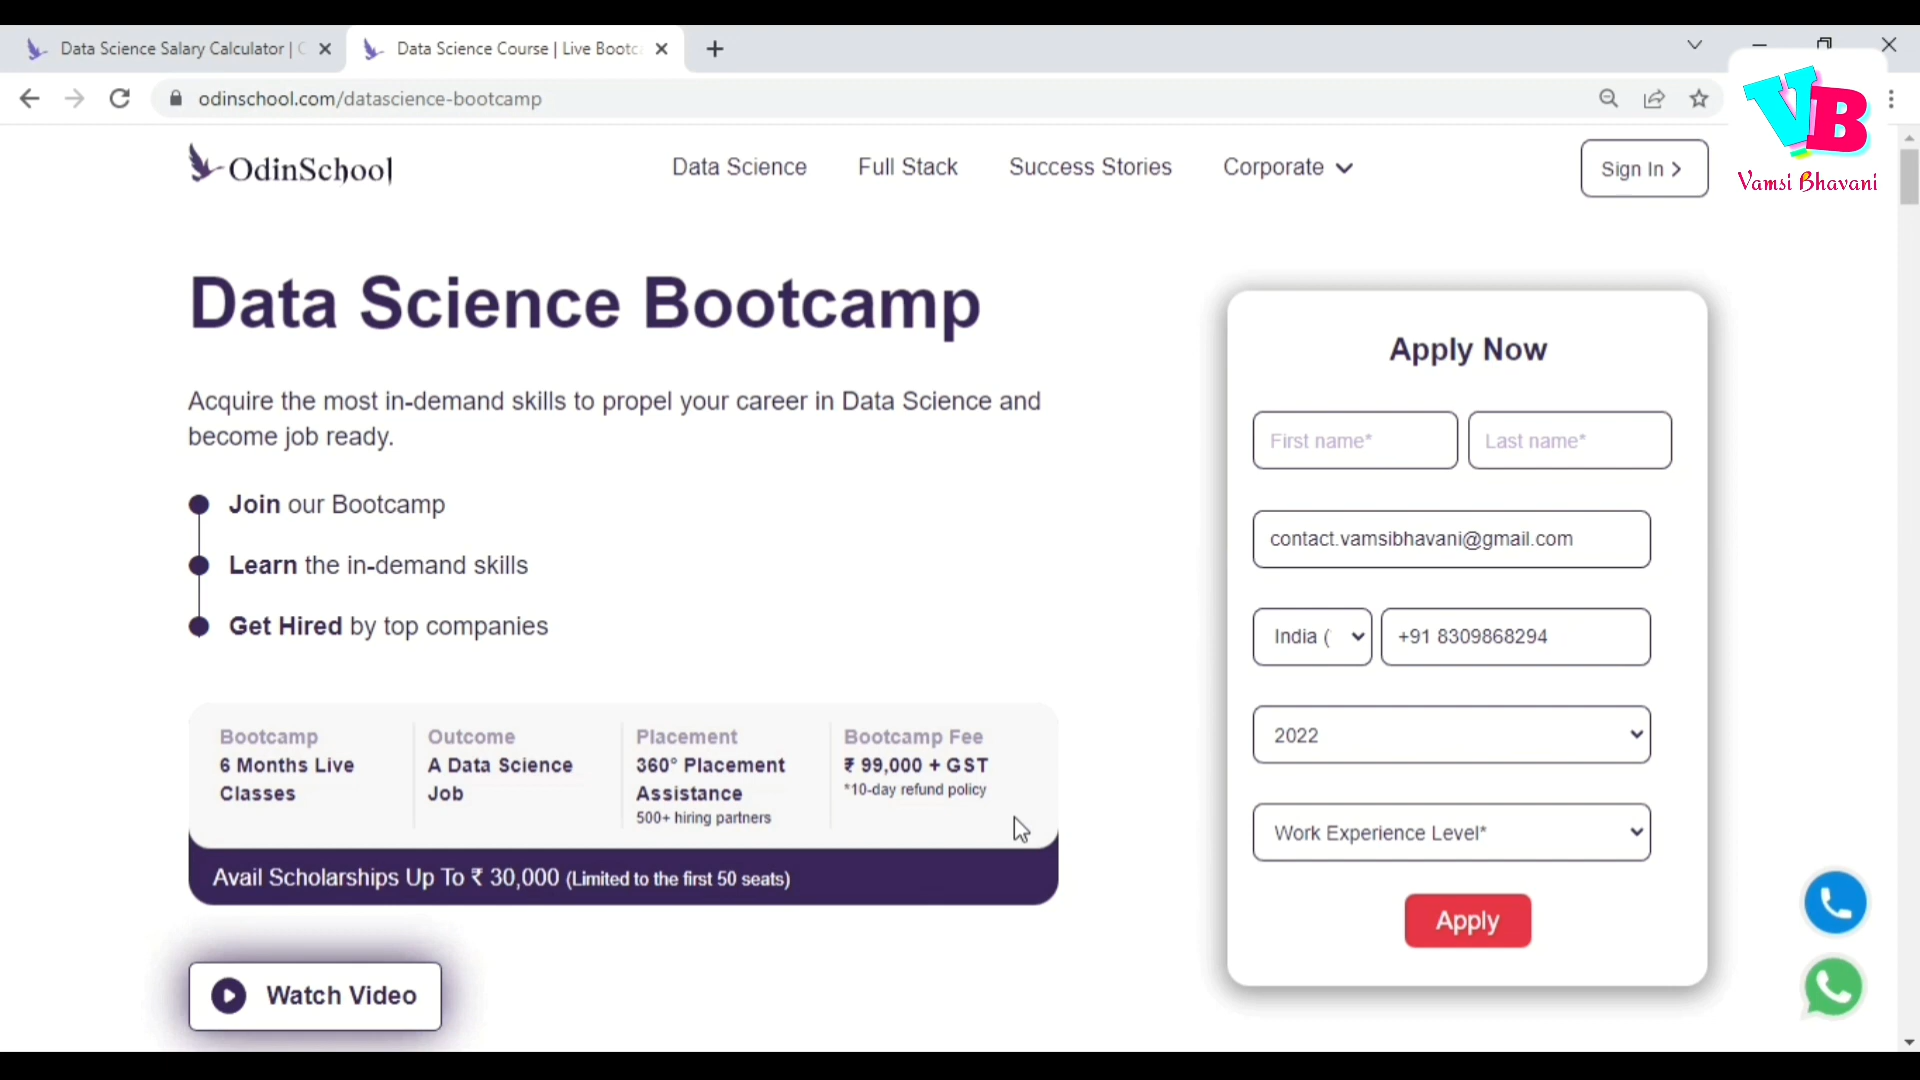 Data Science Salary Calculator |
Data Science Course | Live Bootc
odinschool.com/datascience-bootcamp
VB
Vamsi Bhavani
OdinSchool
Data Science
Full Stack
Success Stories
Corporate
Sign In >
Data Science Bootcamp
Acquire the most in-demand skills to propel your career in Data Science and
become job ready.
Join our Bootcamp
Learn the in-demand skills
Get Hired by top companies
Bootcamp
6 Months Live
Classes
Outcome
A Data Science
Job
Placement
360° Placement
Assistance
500+ hiring partners
Bootcamp Fee
₹ 99,000 + GST
*10-day refund policy
Avail Scholarships Up To ₹ 30,000 (Limited to the first 50 seats)
Watch Video
Apply Now
First name*
Last name*
contact.vamsibhavani@gmail.com
India (
+91 8309868294
2022
Work Experience Level*
Apply